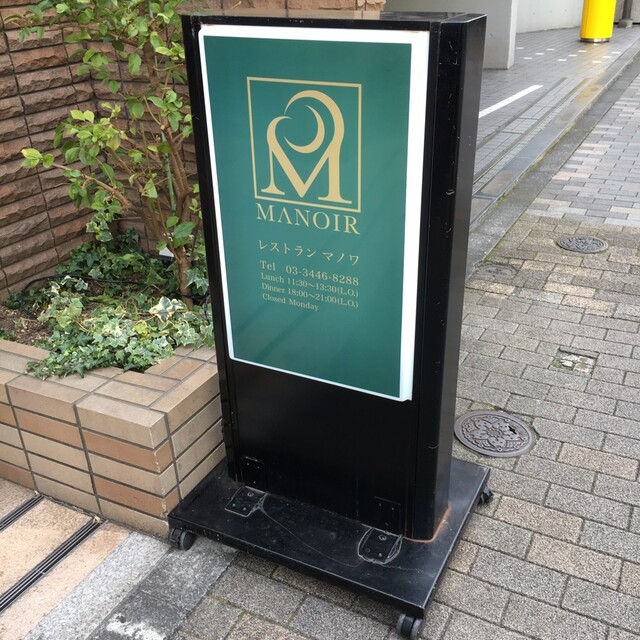 M
MANOIR
レストラン マノワ
Tel 03-3446-8288
Lunch 11:30～13:30(L.O.)
Dinner 18:00～21:00(L.O.)
Closed Monday